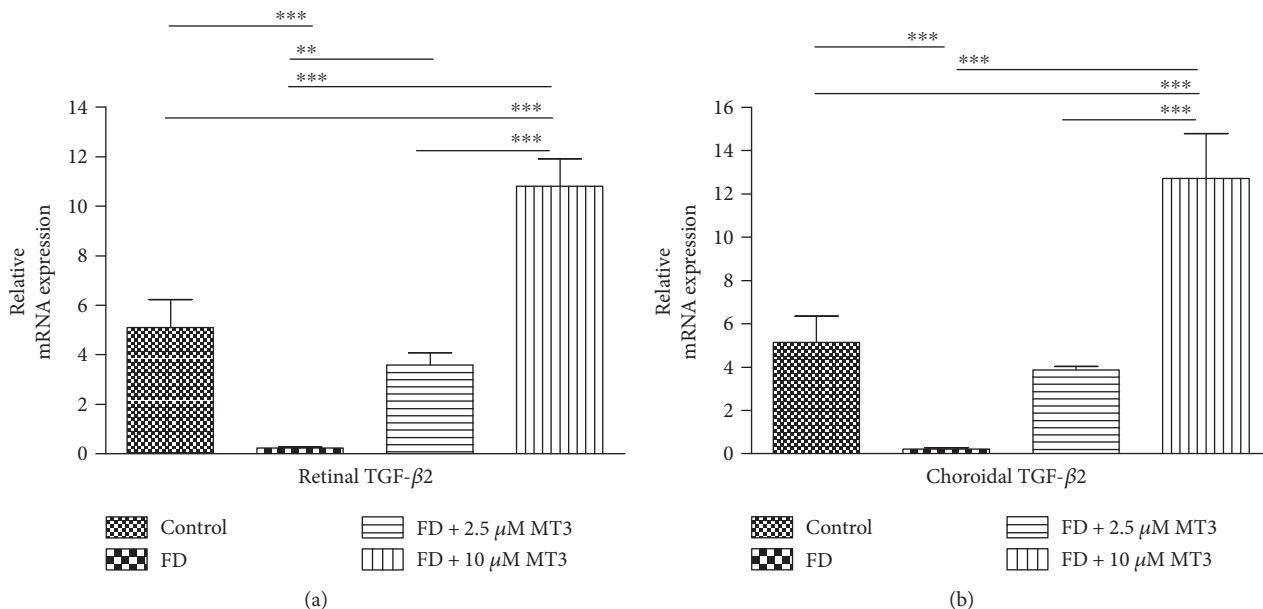 ***
**
***
***
***
14
12
10
8
6
4
2
0
Relative
mRNA expression
Retinal TGF-β2
Control
FD
FD + 2.5 μM MT3
FD + 10 μM MT3
(a)
***
***
***
***
16
14
12
10
8
6
4
2
0
Relative
mRNA expression
Choroidal TGF-β2
Control
FD
FD + 2.5 μM MT3
FD + 10 μM MT3
(b)